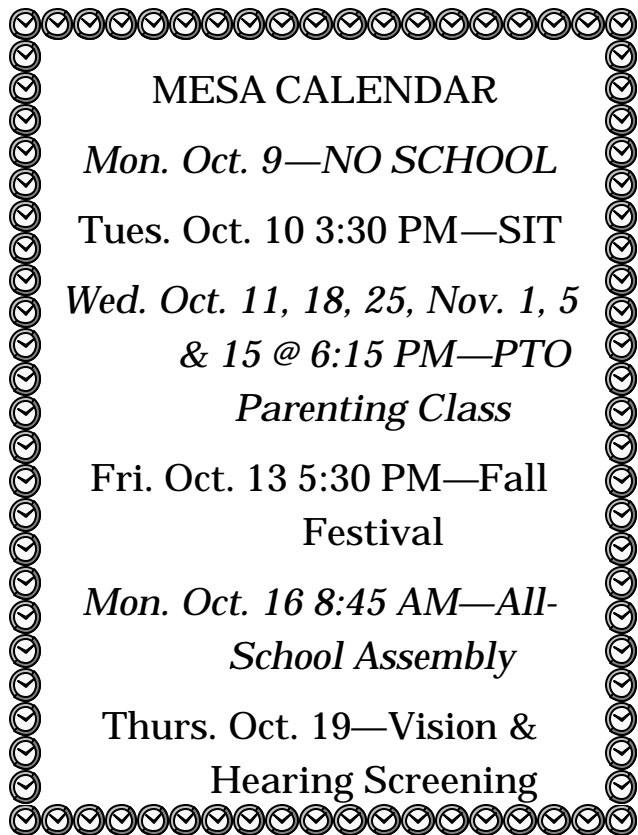 MESA CALENDAR
Mon. Oct. 9—NO SCHOOL
Tues. Oct. 10 3:30 PM—SIT
Wed. Oct. 11, 18, 25, Nov. 1, 5
& 15 @ 6:15 PM—PTO
Parenting Class
Fri. Oct. 13 5:30 PM—Fall
Festival
Mon. Oct. 16 8:45 AM—All-
School Assembly
Thurs. Oct. 19—Vision &
Hearing Screening